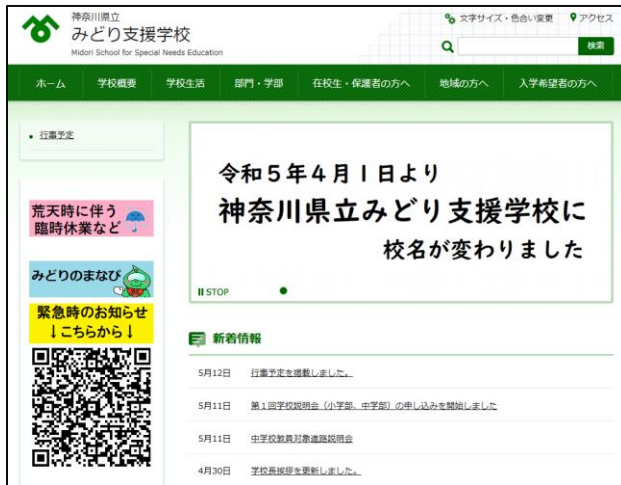 神奈川県立
みどり支援学校
Midori School for Special Needs Education
文字サイズ・色合い変更 アクセス
検索
ホーム 学校概要 学校生活 部門・学部 在校生・保護者の方へ 地域の方へ 入学希望者の方へ
行事予定
荒天時に伴う
臨時休業など
みどりのまなび
緊急時のお知らせ
↓こちらから↓
令和5年4月1日より
神奈川県立みどり支援学校に
校名が変わりました
STOP
新着情報
5月12日 行事予定を掲載しました。
5月11日 第1回学校説明会（小学部、中学部）の申し込みを開始しました
5月11日 中学校教員対象進路説明会
4月30日 学校長挨拶を更新しました。